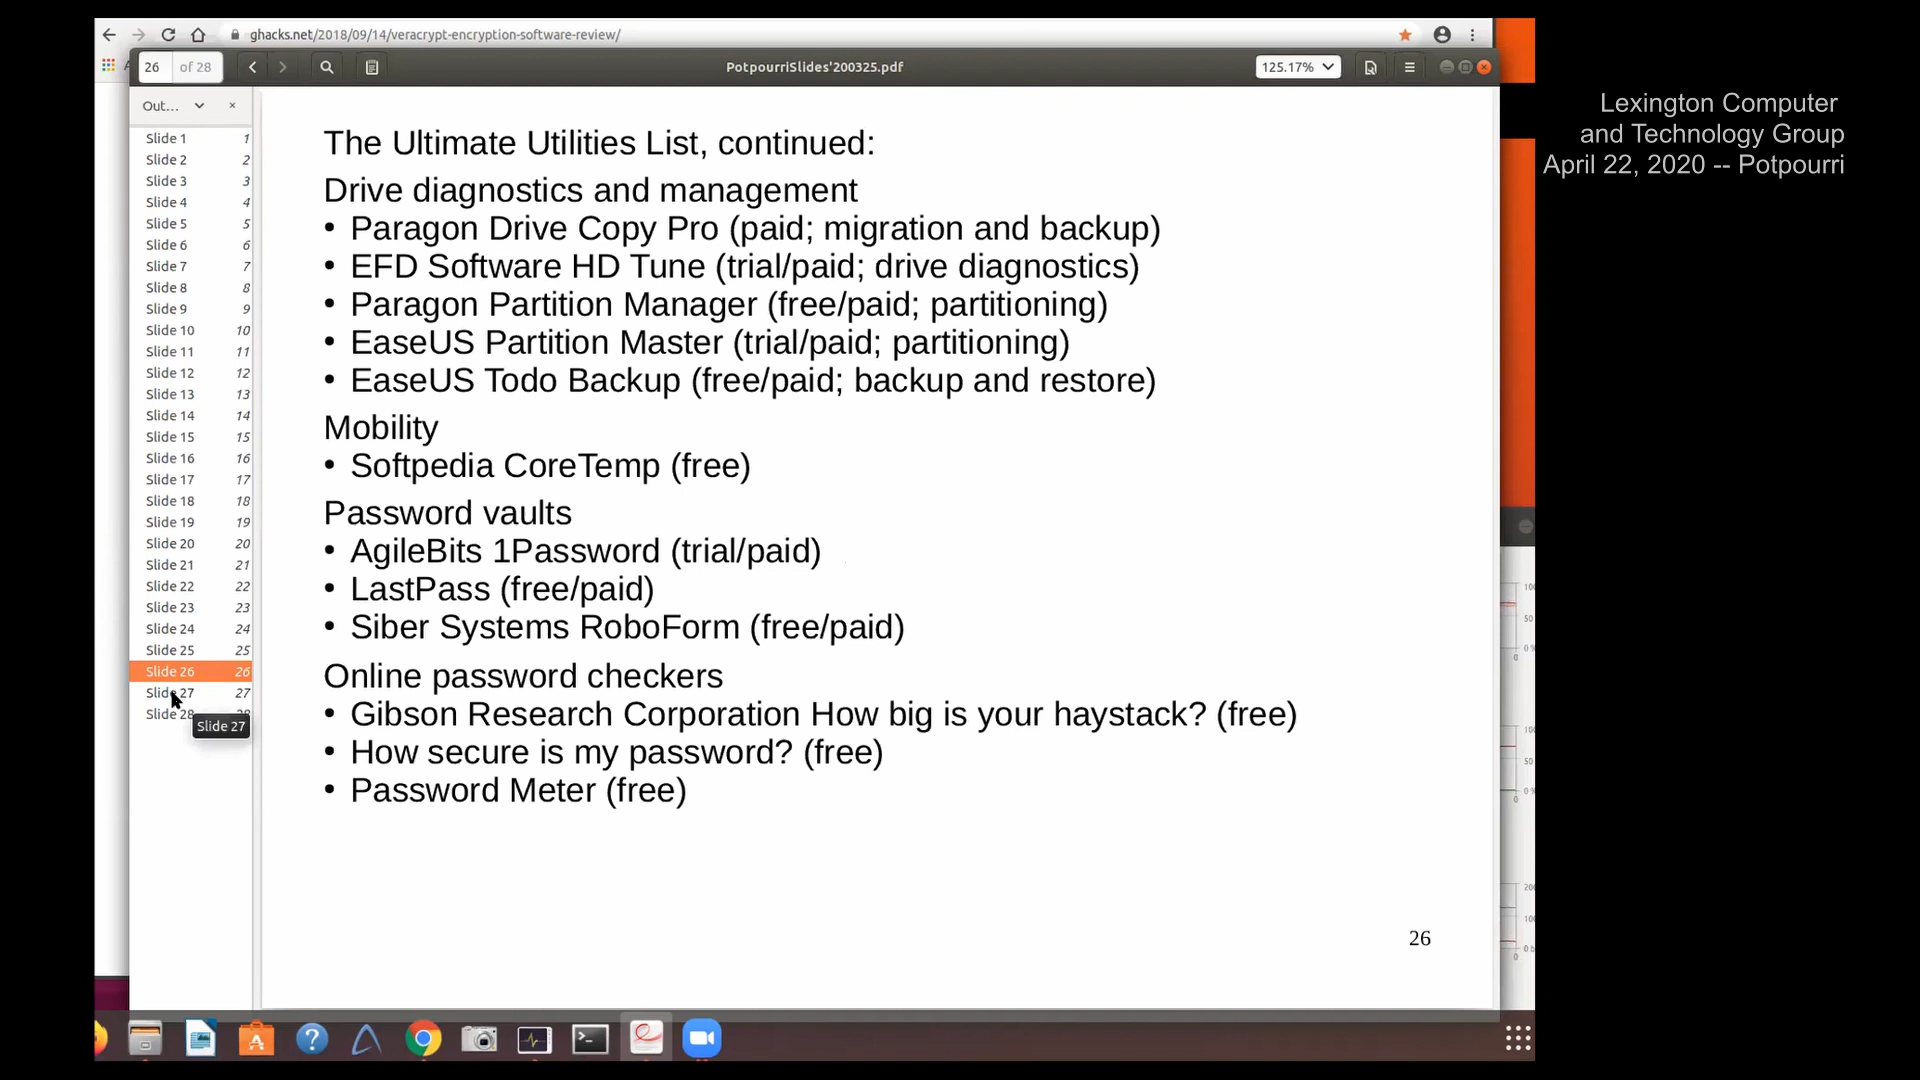 ghacks.net/2018/09/14/veracrypt-encryption-software-review/
26 of 28
PotpourriSlides'200325.pdf
125.17%
Out...
Slide 1 1
Slide 2 2
Slide 3 3
Slide 4 4
Slide 5 5
Slide 6 6
Slide 7 7
Slide 8 8
Slide 9 9
Slide 10 10
Slide 11 11
Slide 12 12
Slide 13 13
Slide 14 14
Slide 15 15
Slide 16 16
Slide 17 17
Slide 18 18
Slide 19 19
Slide 20 20
Slide 21 21
Slide 22 22
Slide 23 23
Slide 24 24
Slide 25 25
Slide 26 26
Slide 27 27
Slide 28 28
Slide 27
The Ultimate Utilities List, continued:
Drive diagnostics and management
• Paragon Drive Copy Pro (paid; migration and backup)
• EFD Software HD Tune (trial/paid; drive diagnostics)
• Paragon Partition Manager (free/paid; partitioning)
• EaseUS Partition Master (trial/paid; partitioning)
• EaseUS Todo Backup (free/paid; backup and restore)
Mobility
• Softpedia CoreTemp (free)
Password vaults
• AgileBits 1Password (trial/paid)
• LastPass (free/paid)
• Siber Systems RoboForm (free/paid)
Online password checkers
• Gibson Research Corporation How big is your haystack? (free)
• How secure is my password? (free)
• Password Meter (free)
26
Lexington Computer
and Technology Group
April 22, 2020 -- Potpourri